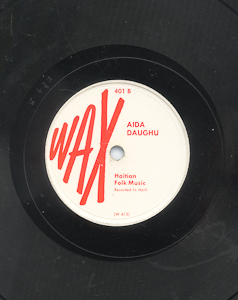 401 B
AIDA
DAUGHU
WAX
Haitian
Folk Music
Recorded in Haiti